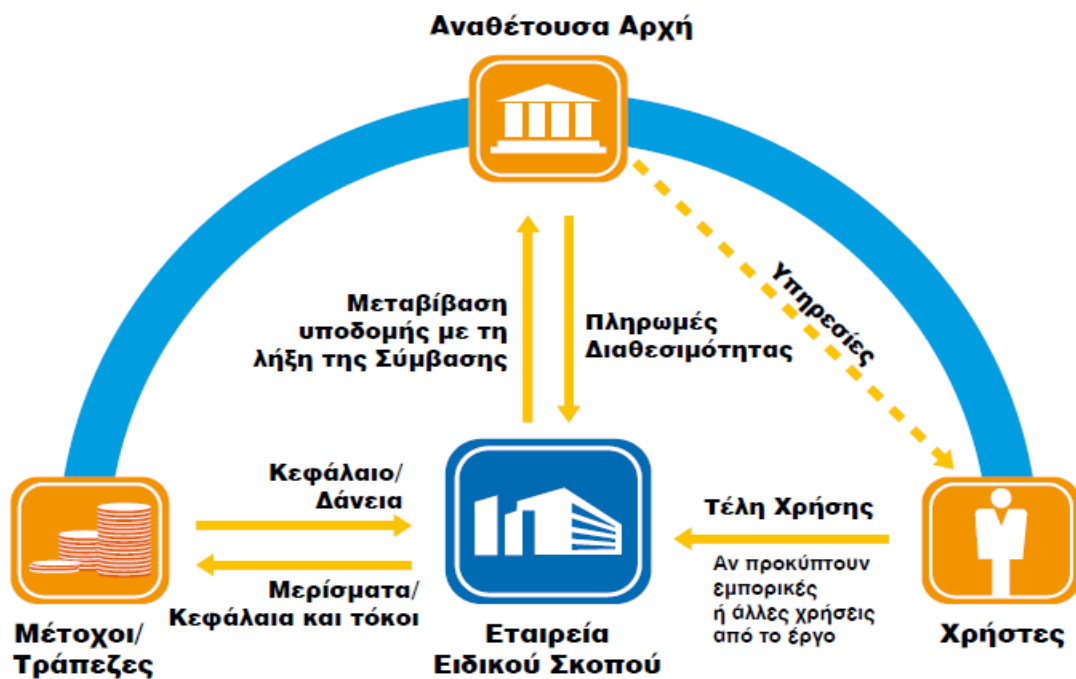 Αναθέτουσα Αρχή
Μεταβίβαση
υποδομής με τη
λήξη της Σύμβασης
Πληρωμές
Διαθεσιμότητας
Υπηρεσίες
Κεφάλαιο/
Δάνεια
Μερίσματα/
Κεφάλαια και τόκοι
Τέλη Χρήσης
Αν προκύπτουν
εμπορικές
ή άλλες χρήσεις
από το έργο
Μέτοχοι/
Τράπεζες
Εταιρεία
Ειδικού Σκοπού
Χρήστες